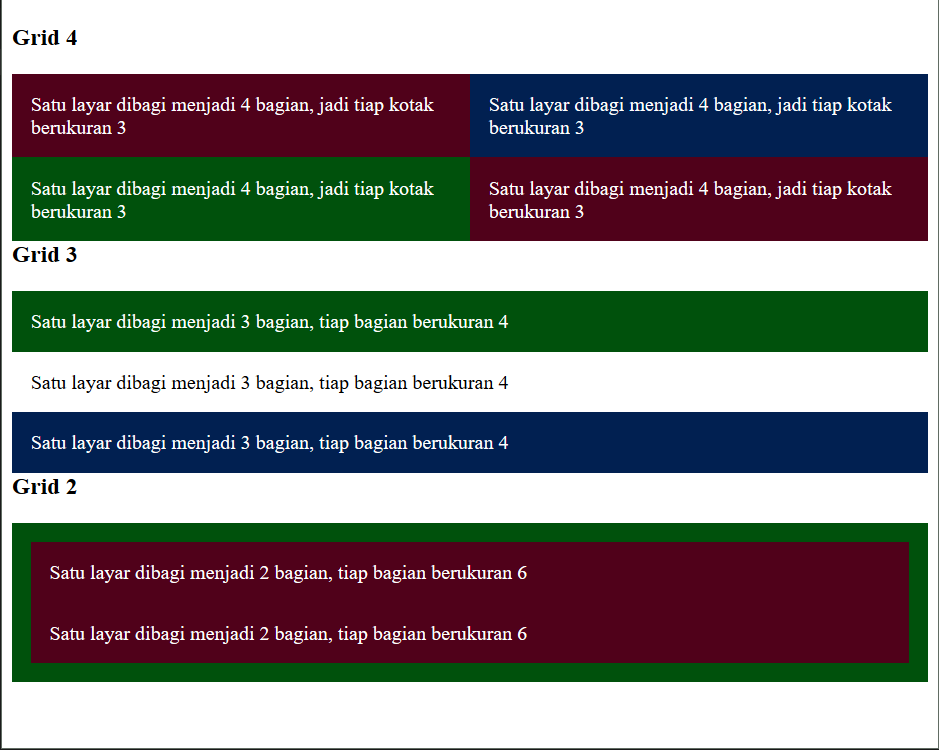 Grid 4
Satu layar dibagi menjadi 4 bagian, jadi tiap kotak
berukuran 3
Satu layar dibagi menjadi 4 bagian, jadi tiap kotak
berukuran 3
Satu layar dibagi menjadi 4 bagian, jadi tiap kotak
berukuran 3
Satu layar dibagi menjadi 4 bagian, jadi tiap kotak
berukuran 3
Grid 3
Satu layar dibagi menjadi 3 bagian, tiap bagian berukuran 4
Satu layar dibagi menjadi 3 bagian, tiap bagian berukuran 4
Satu layar dibagi menjadi 3 bagian, tiap bagian berukuran 4
Grid 2
Satu layar dibagi menjadi 2 bagian, tiap bagian berukuran 6
Satu layar dibagi menjadi 2 bagian, tiap bagian berukuran 6